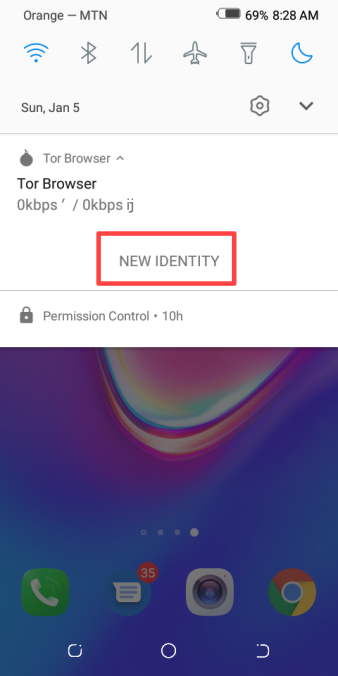 Orange — MTN 69% 8:28 AM
Sun, Jan 5
Tor Browser
Tor Browser
0kbps ′ / 0kbps ĳ
NEW IDENTITY
Permission Control • 10h
35